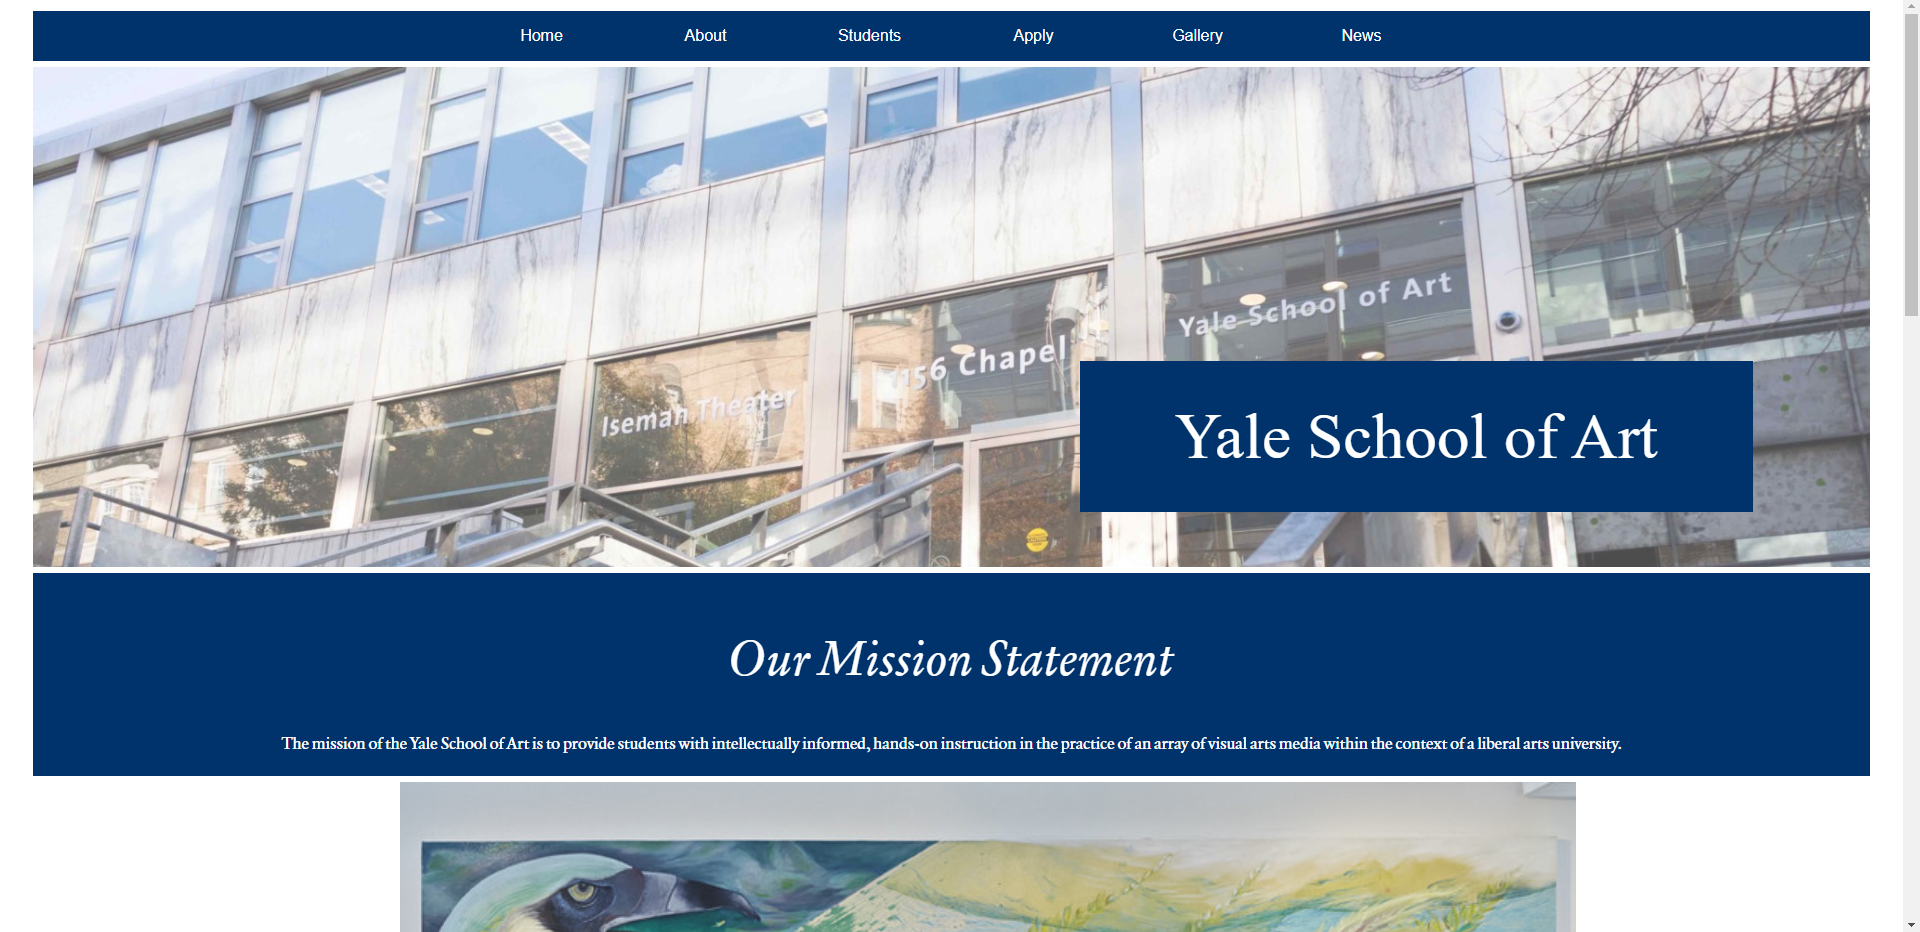 Home About Students Apply Gallery News
Yale School of Art
1156 Chapel
Iseman Theater
Yale School of Art
Our Mission Statement
The mission of the Yale School of Art is to provide students with intellectually informed, hands-on instruction in the practice of an array of visual arts media within the context of a liberal arts university.